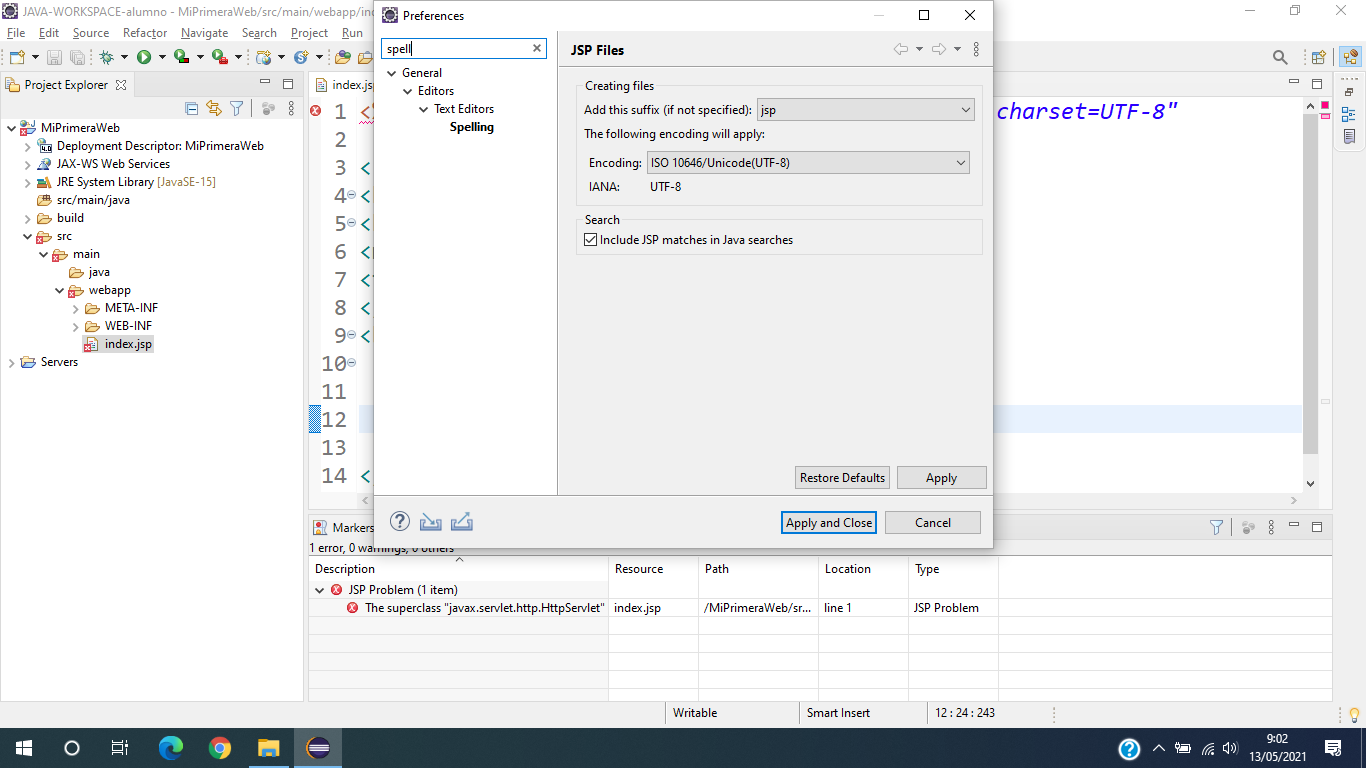 JAVA-WORKSPACE-alumno - MiPrimeraWeb/src/main/webapp/in
File Edit Source Refactor Navigate Search Project Run
Project Explorer
MiPrimeraWeb
Deployment Descriptor: MiPrimeraWeb
JAX-WS Web Services
JRE System Library [JavaSE-15]
src/main/java
build
src
main
java
webapp
META-INF
WEB-INF
index.jsp
Servers
Preferences
spell
General
Editors
Text Editors
Spelling
JSP Files
Creating files
Add this suffix (if not specified): jsp
The following encoding will apply:
Encoding: ISO 10646/Unicode(UTF-8)
IANA: UTF-8
Search
Include JSP matches in Java searches
Restore Defaults Apply
Apply and Close Cancel
index.js
1 < charset=UTF-8"
2
3 <
4 <
5 <
6 <
7 <
8 <
9 <
10
11
12
13
14 <
Markers
1 error, 0 warnings, 0 others
Description Resource Path Location Type
JSP Problem (1 item)
The superclass "javax.servlet.http.HttpServlet" index.jsp /MiPrimeraWeb/sr... line 1 JSP Problem
Writable Smart Insert 12 : 24 : 243
9:02
13/05/2021